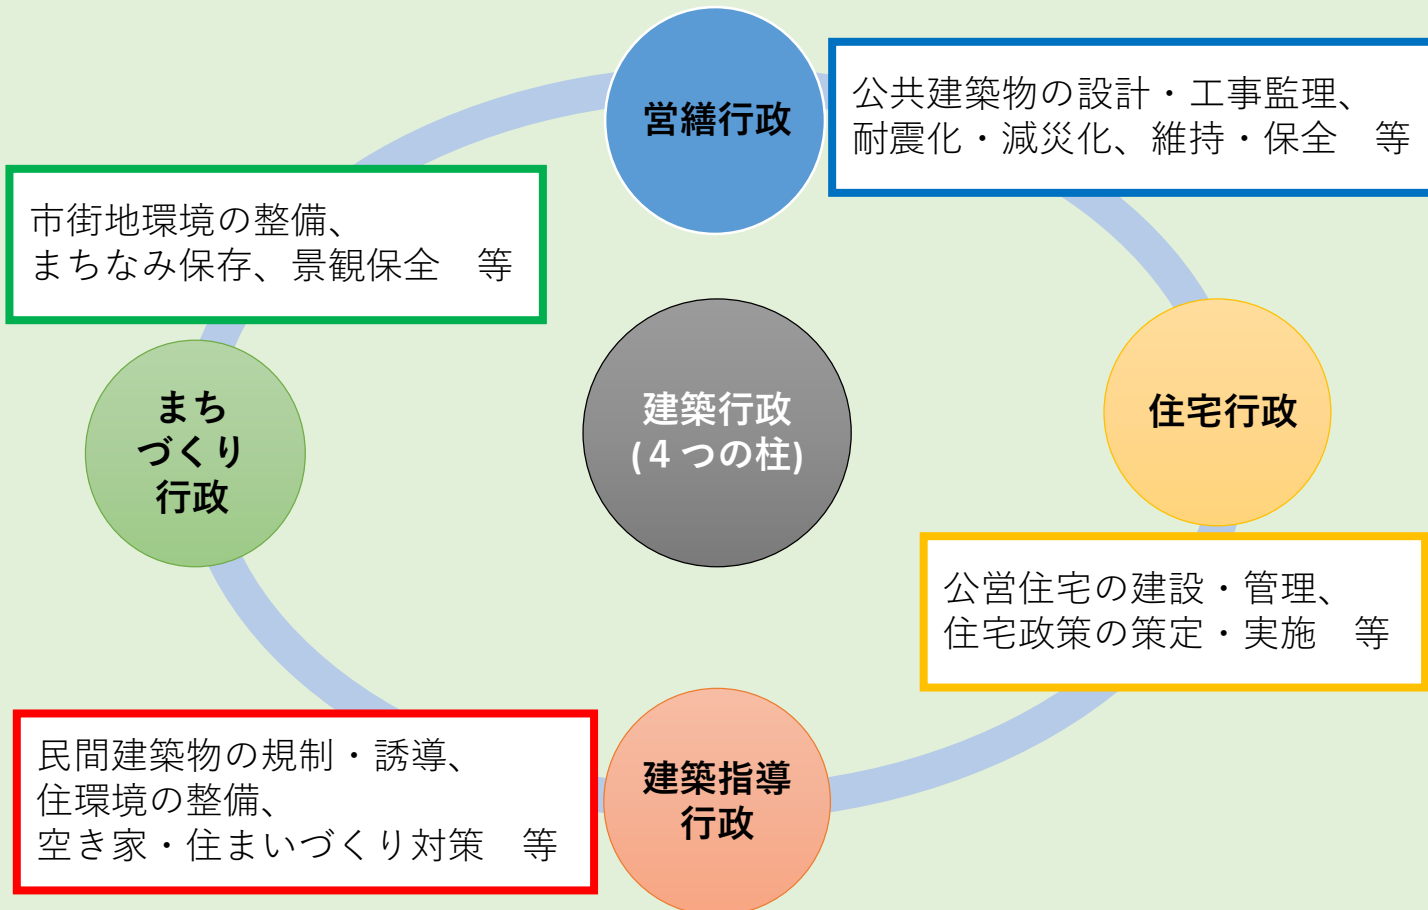 営繕行政
公共建築物の設計・工事監理、
耐震化・減災化、維持・保全　等
市街地環境の整備、
まちなみ保存、景観保全　等
まち
づくり
行政
建築行政
(４つの柱)
住宅行政
公営住宅の建設・管理、
住宅政策の策定・実施　等
民間建築物の規制・誘導、
住環境の整備、
空き家・住まいづくり対策　等
建築指導
行政